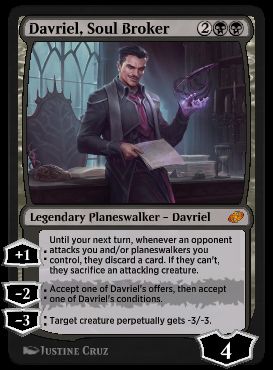 Davriel, Soul Broker 2
Legendary Planeswalker – Davriel
+1
Until your next turn, whenever an opponent
attacks you and/or planeswalkers you
control, they discard a card. If they can't,
they sacrifice an attacking creature.
-2
Accept one of Davriel's offers, then accept
one of Davriel's conditions.
-3
Target creature perpetually gets -3/-3.
4
Justine Cruz